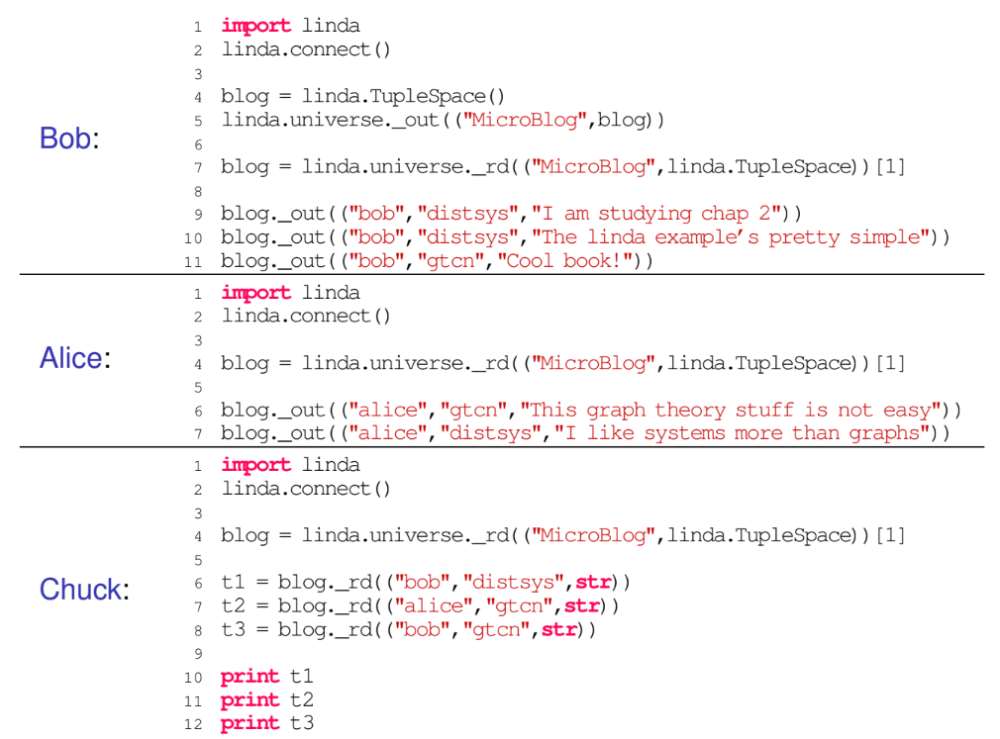 Bob:
1 import linda
2 linda.connect()
3
4 blog = linda.TupleSpace()
5 linda.universe._out(("MicroBlog",blog))
6
7 blog = linda.universe._rd(("MicroBlog",linda.TupleSpace))[1]
8
9 blog._out(("bob","distsys","I am studying chap 2"))
10 blog._out(("bob","distsys","The linda example's pretty simple"))
11 blog._out(("bob","gtcn","Cool book!"))
Alice:
1 import linda
2 linda.connect()
3
4 blog = linda.universe._rd(("MicroBlog",linda.TupleSpace))[1]
5
6 blog._out(("alice","gtcn","This graph theory stuff is not easy"))
7 blog._out(("alice","distsys","I like systems more than graphs"))
Chuck:
1 import linda
2 linda.connect()
3
4 blog = linda.universe._rd(("MicroBlog",linda.TupleSpace))[1]
5
6 t1 = blog._rd(("bob","distsys",str))
7 t2 = blog._rd(("alice","gtcn",str))
8 t3 = blog._rd(("bob","gtcn",str))
9
10 print t1
11 print t2
12 print t3